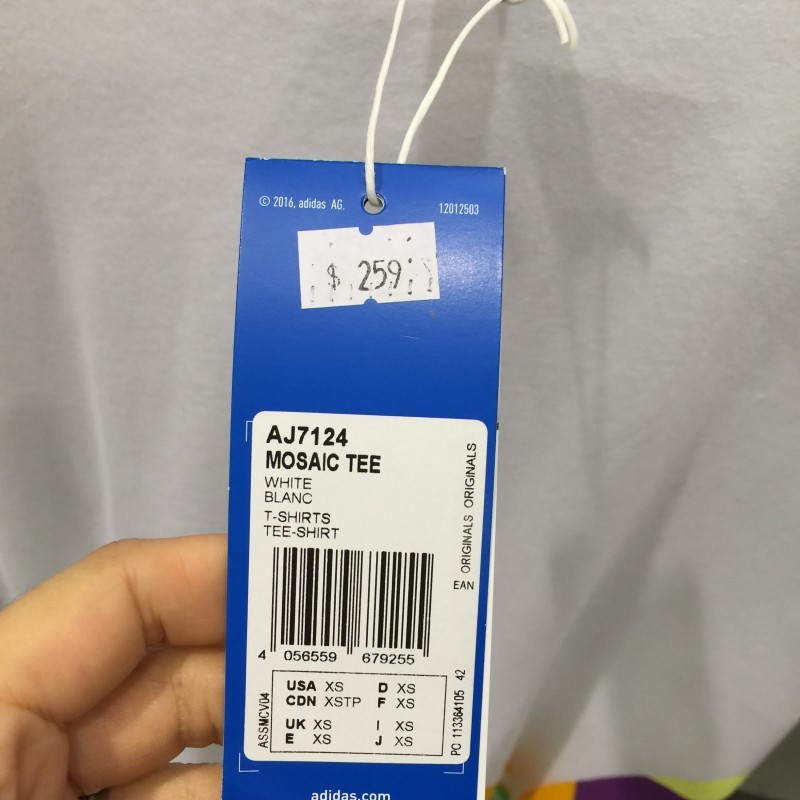 © 2016, adidas AG.
12012503
$ 259
AJ7124
MOSAIC TEE
WHITE
BLANC
T-SHIRTS
TEE-SHIRT
ORIGINALS ORIGINALS
EAN
4 056559 679255
USA XS D XS
CDN XSTP F XS
UK XS I XS
E XS J XS
ASSMCV04
PC 113364105 42
adidas.com